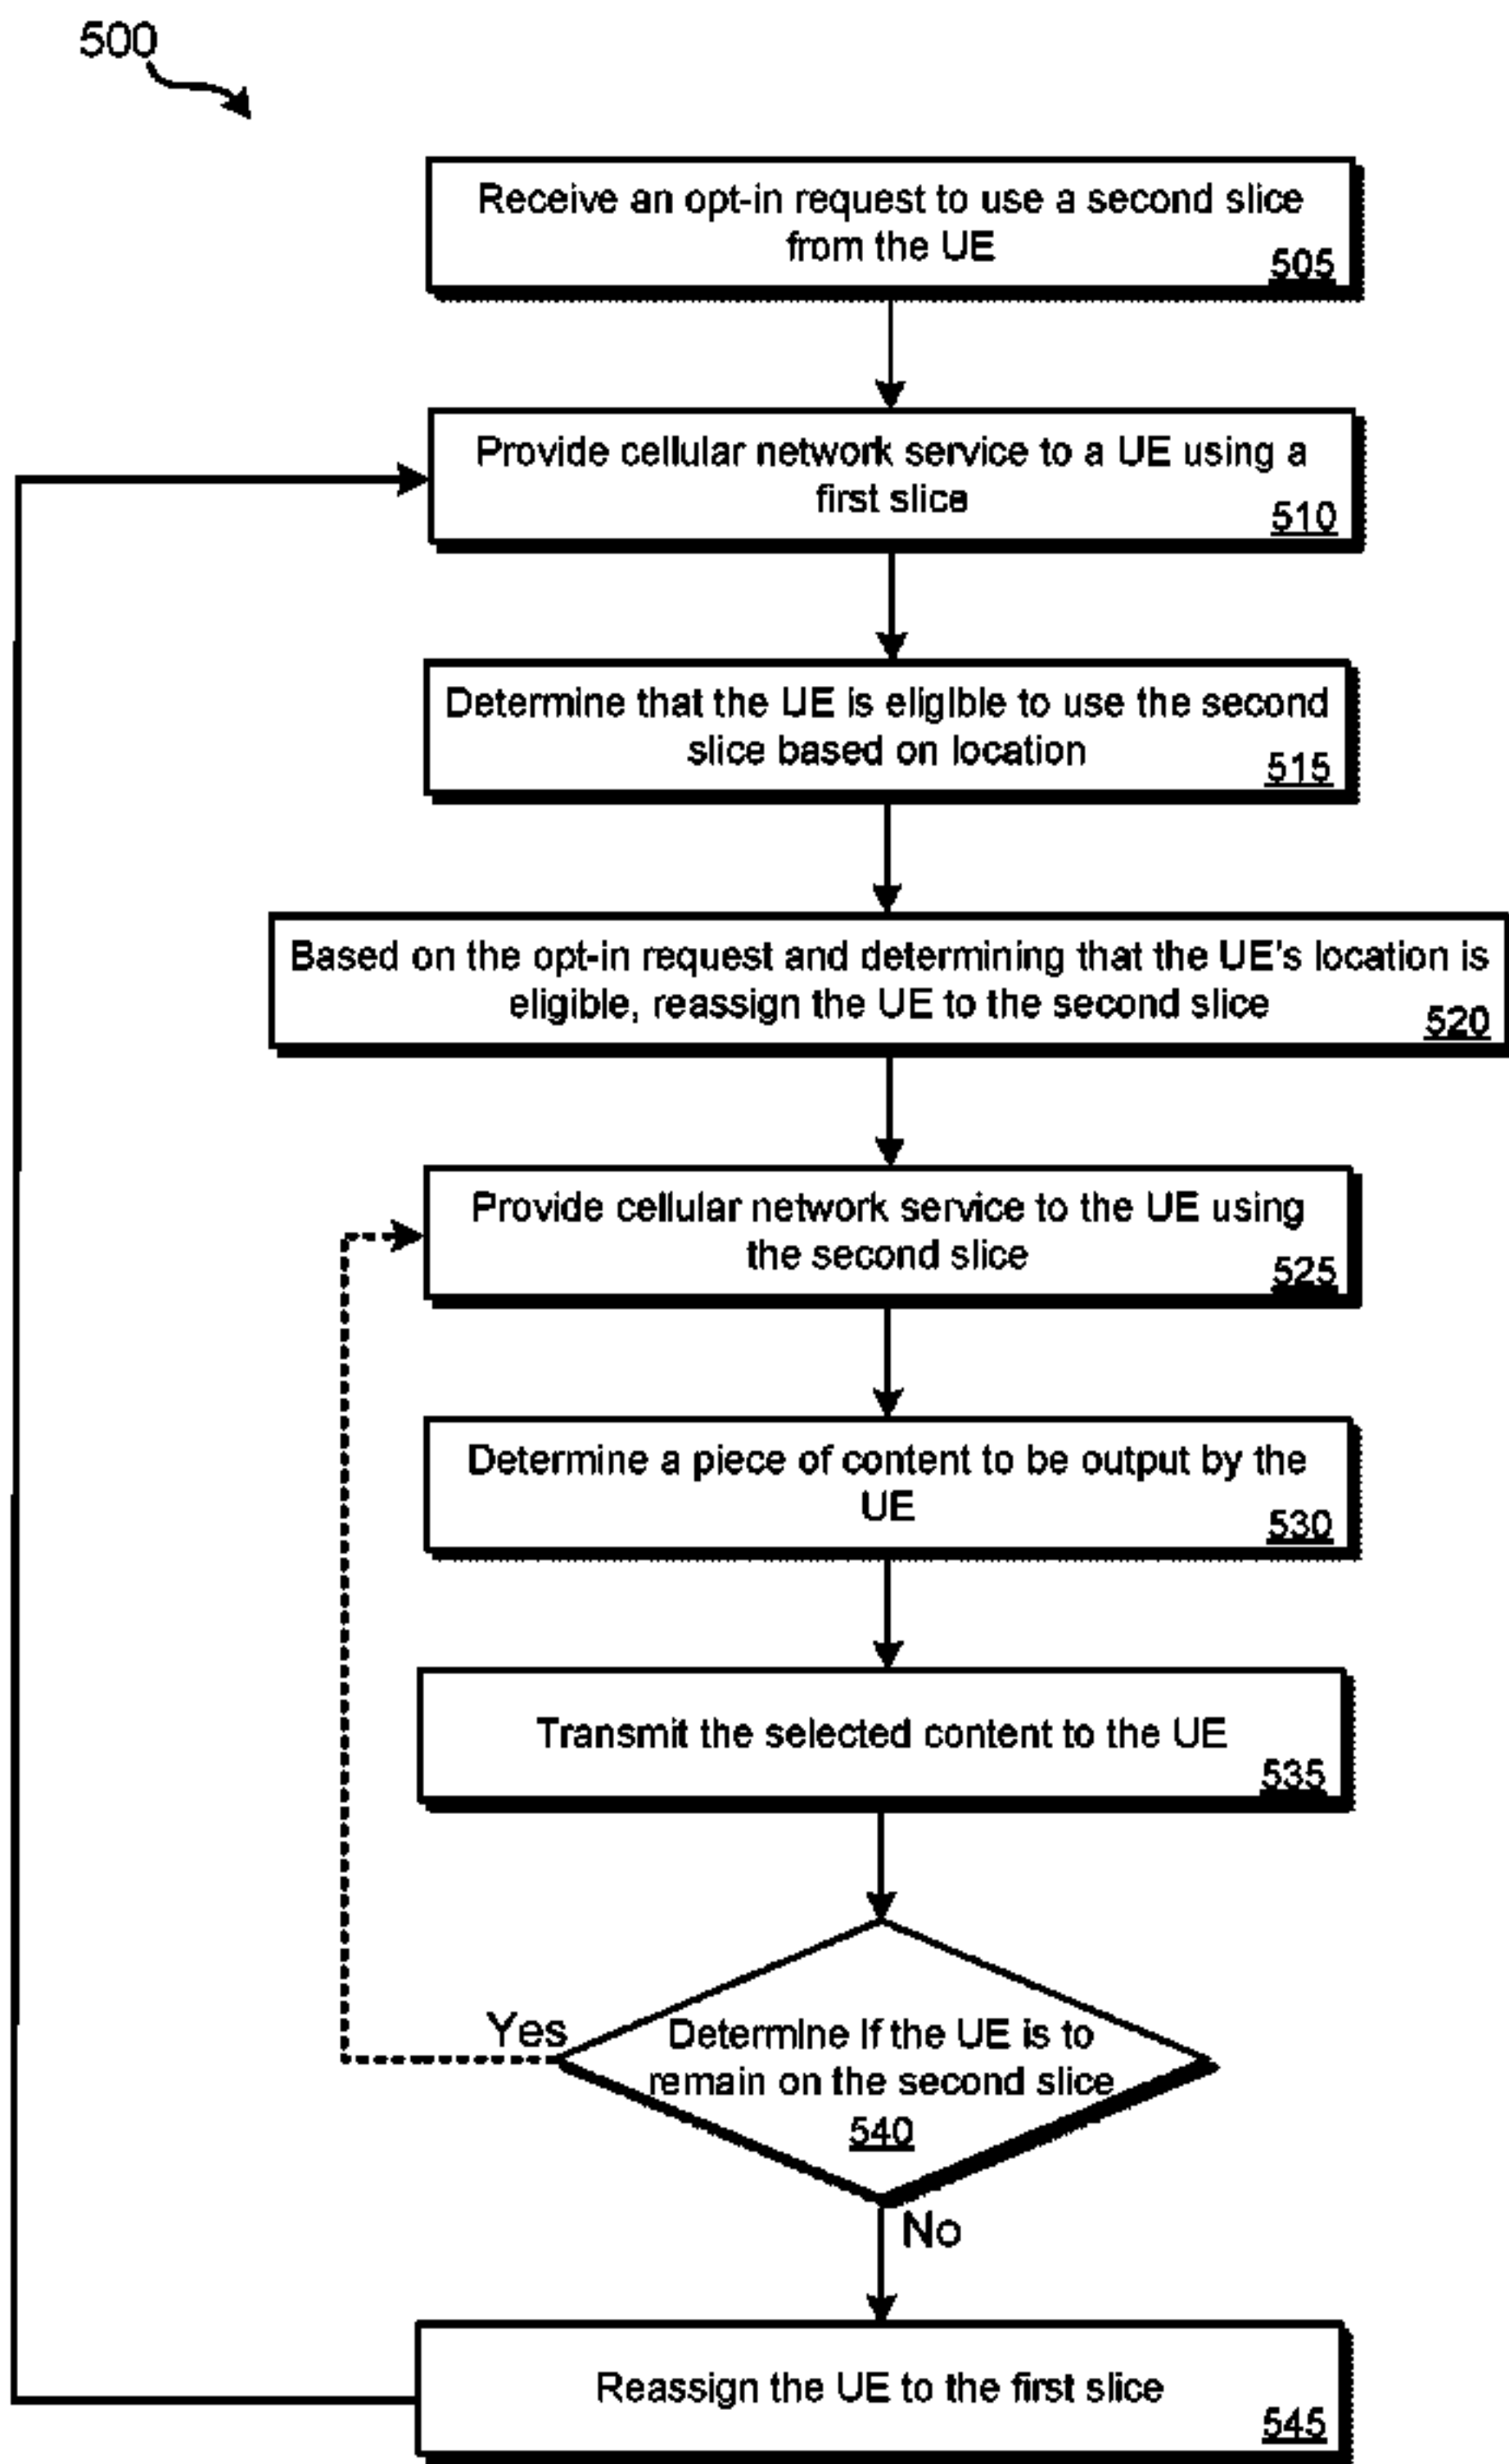 500
Receive an opt-in request to use a second slice
from the UE
505
Provide cellular network service to a UE using a
first slice
510
Determine that the UE is eligible to use the second
slice based on location
515
Based on the opt-in request and determining that the UE's location is
eligible, reassign the UE to the second slice
520
Provide cellular network service to the UE using
the second slice
525
Determine a piece of content to be output by the
UE
530
Transmit the selected content to the UE
535
Yes
Determine if the UE is to
remain on the second slice
540
No
Reassign the UE to the first slice
545